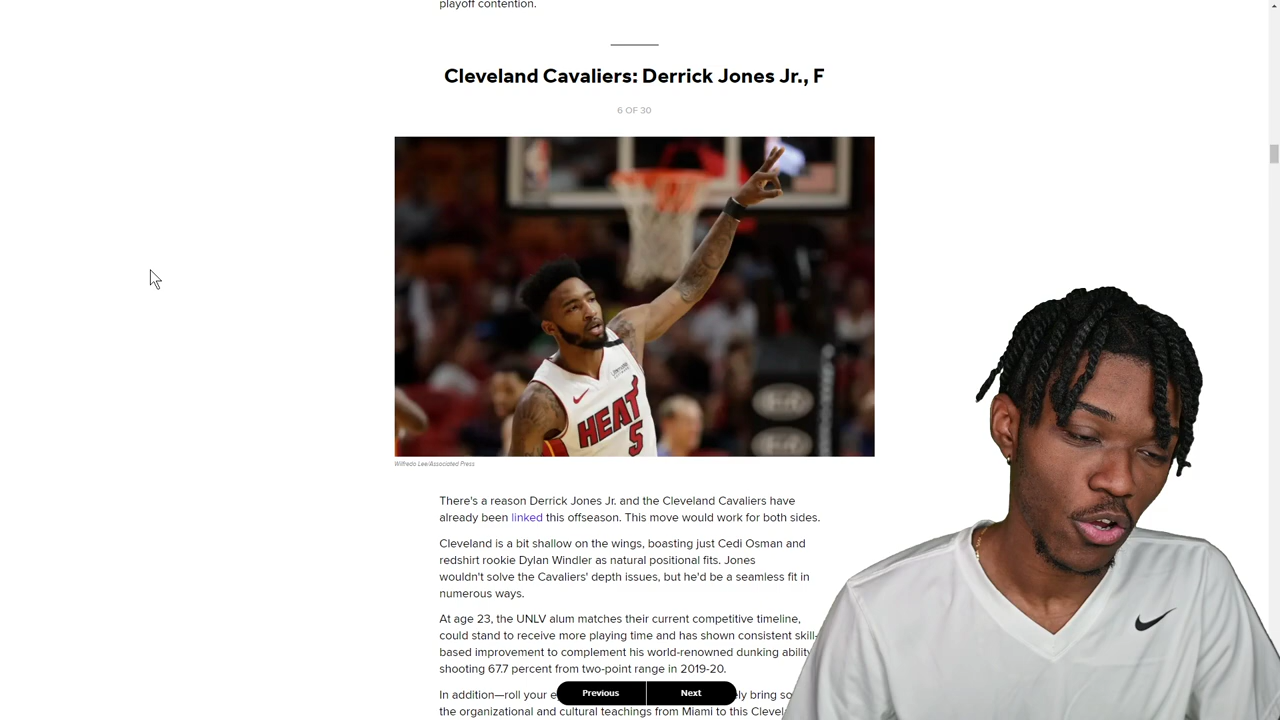 playoff contention.
Cleveland Cavaliers: Derrick Jones Jr., F
6 OF 30
HEAT
5
Wilfredo Lee/Associated Press
There's a reason Derrick Jones Jr. and the Cleveland Cavaliers have
already been linked this offseason. This move would work for both sides.
Cleveland is a bit shallow on the wings, boasting just Cedi Osman and
redshirt rookie Dylan Windler as natural positional fits. Jones
wouldn't solve the Cavaliers' depth issues, but he'd be a seamless fit in
numerous ways.
At age 23, the UNLV alum matches their current competitive timeline,
could stand to receive more playing time and has shown consistent skill-
based improvement to complement his world-renowned dunking ability,
shooting 67.7 percent from two-point range in 2019-20.
Previous Next
In addition—roll your
bring
the organizational and cultural teachings from Miami to this